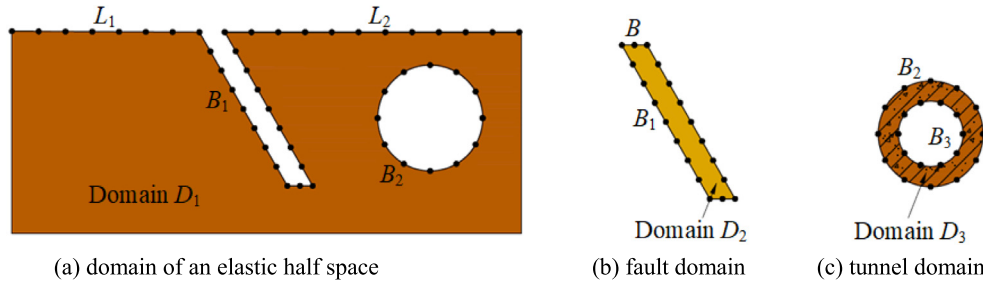 L₁
L₂
B₁
B₂
Domain D₁
(a) domain of an elastic half space
B
B₁
Domain D₂
(b) fault domain
B₂
B₃
Domain D₃
(c) tunnel domain